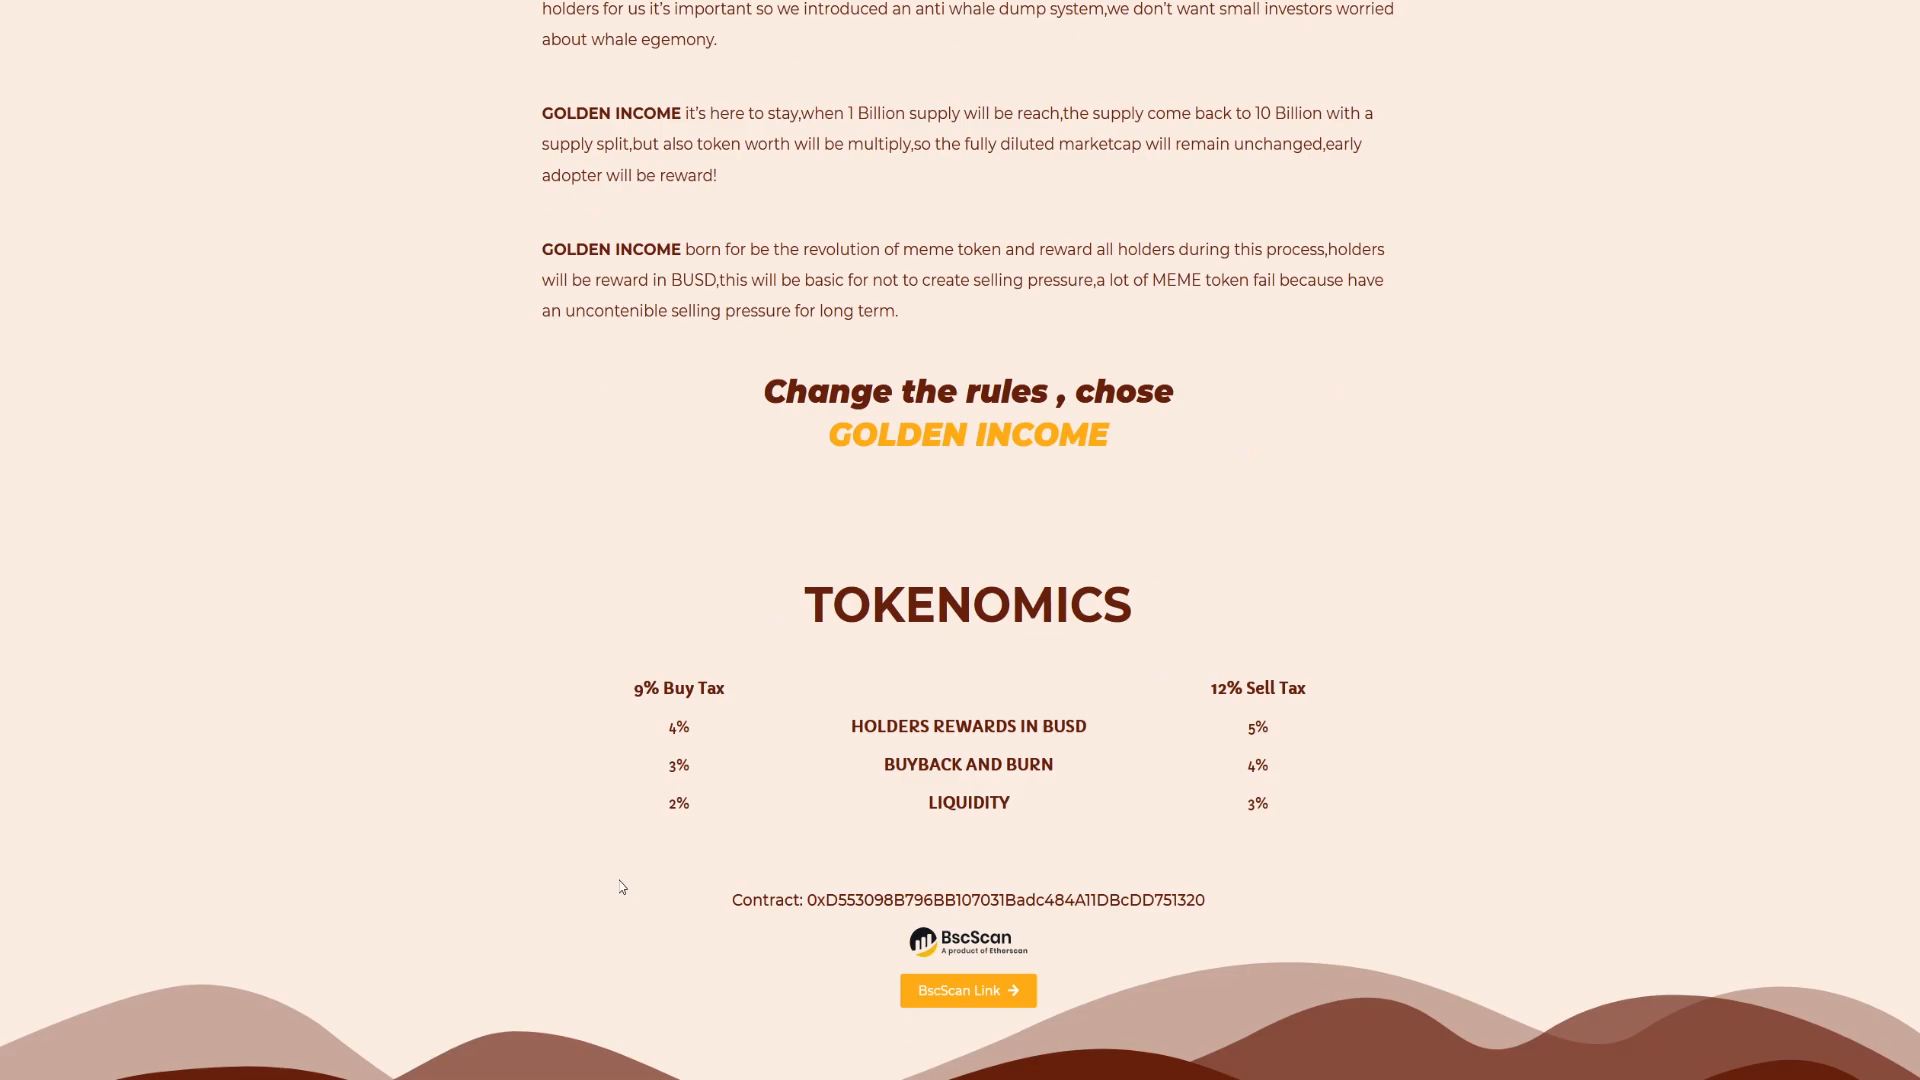 holders for us it's important so we introduced an anti whale dump system,we don't want small investors worried
about whale egemony.
GOLDEN INCOME it's here to stay,when 1 Billion supply will be reach,the supply come back to 10 Billion with a
supply split,but also token worth will be multiply,so the fully diluted marketcap will remain unchanged,early
adopter will be reward!
GOLDEN INCOME born for be the revolution of meme token and reward all holders during this process,holders
will be reward in BUSD,this will be basic for not to create selling pressure,a lot of MEME token fail because have
an uncontenible selling pressure for long term.
Change the rules , chose
GOLDEN INCOME
TOKENOMICS
9% Buy Tax 12% Sell Tax
4% HOLDERS REWARDS IN BUSD 5%
3% BUYBACK AND BURN 4%
2% LIQUIDITY 3%
Contract: 0xD553098B796BB107031Badc484A11DBcDD751320
BscScan
A product of Etherscan
BscScan Link